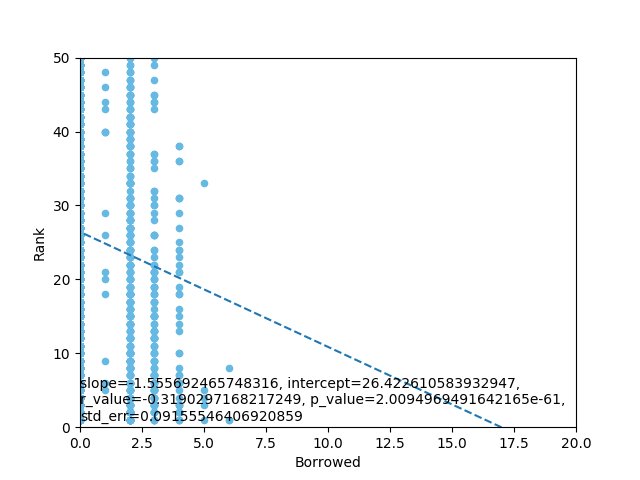 50
40
30
20
10
0
Rank
slope=-1.555692465748316, intercept=26.422610583932947,
r_value=-0.3190297168217249, p_value=2.0094969491642165e-61,
std_err=0.09155546406920859
0.0 2.5 5.0 7.5 10.0 12.5 15.0 17.5 20.0
Borrowed